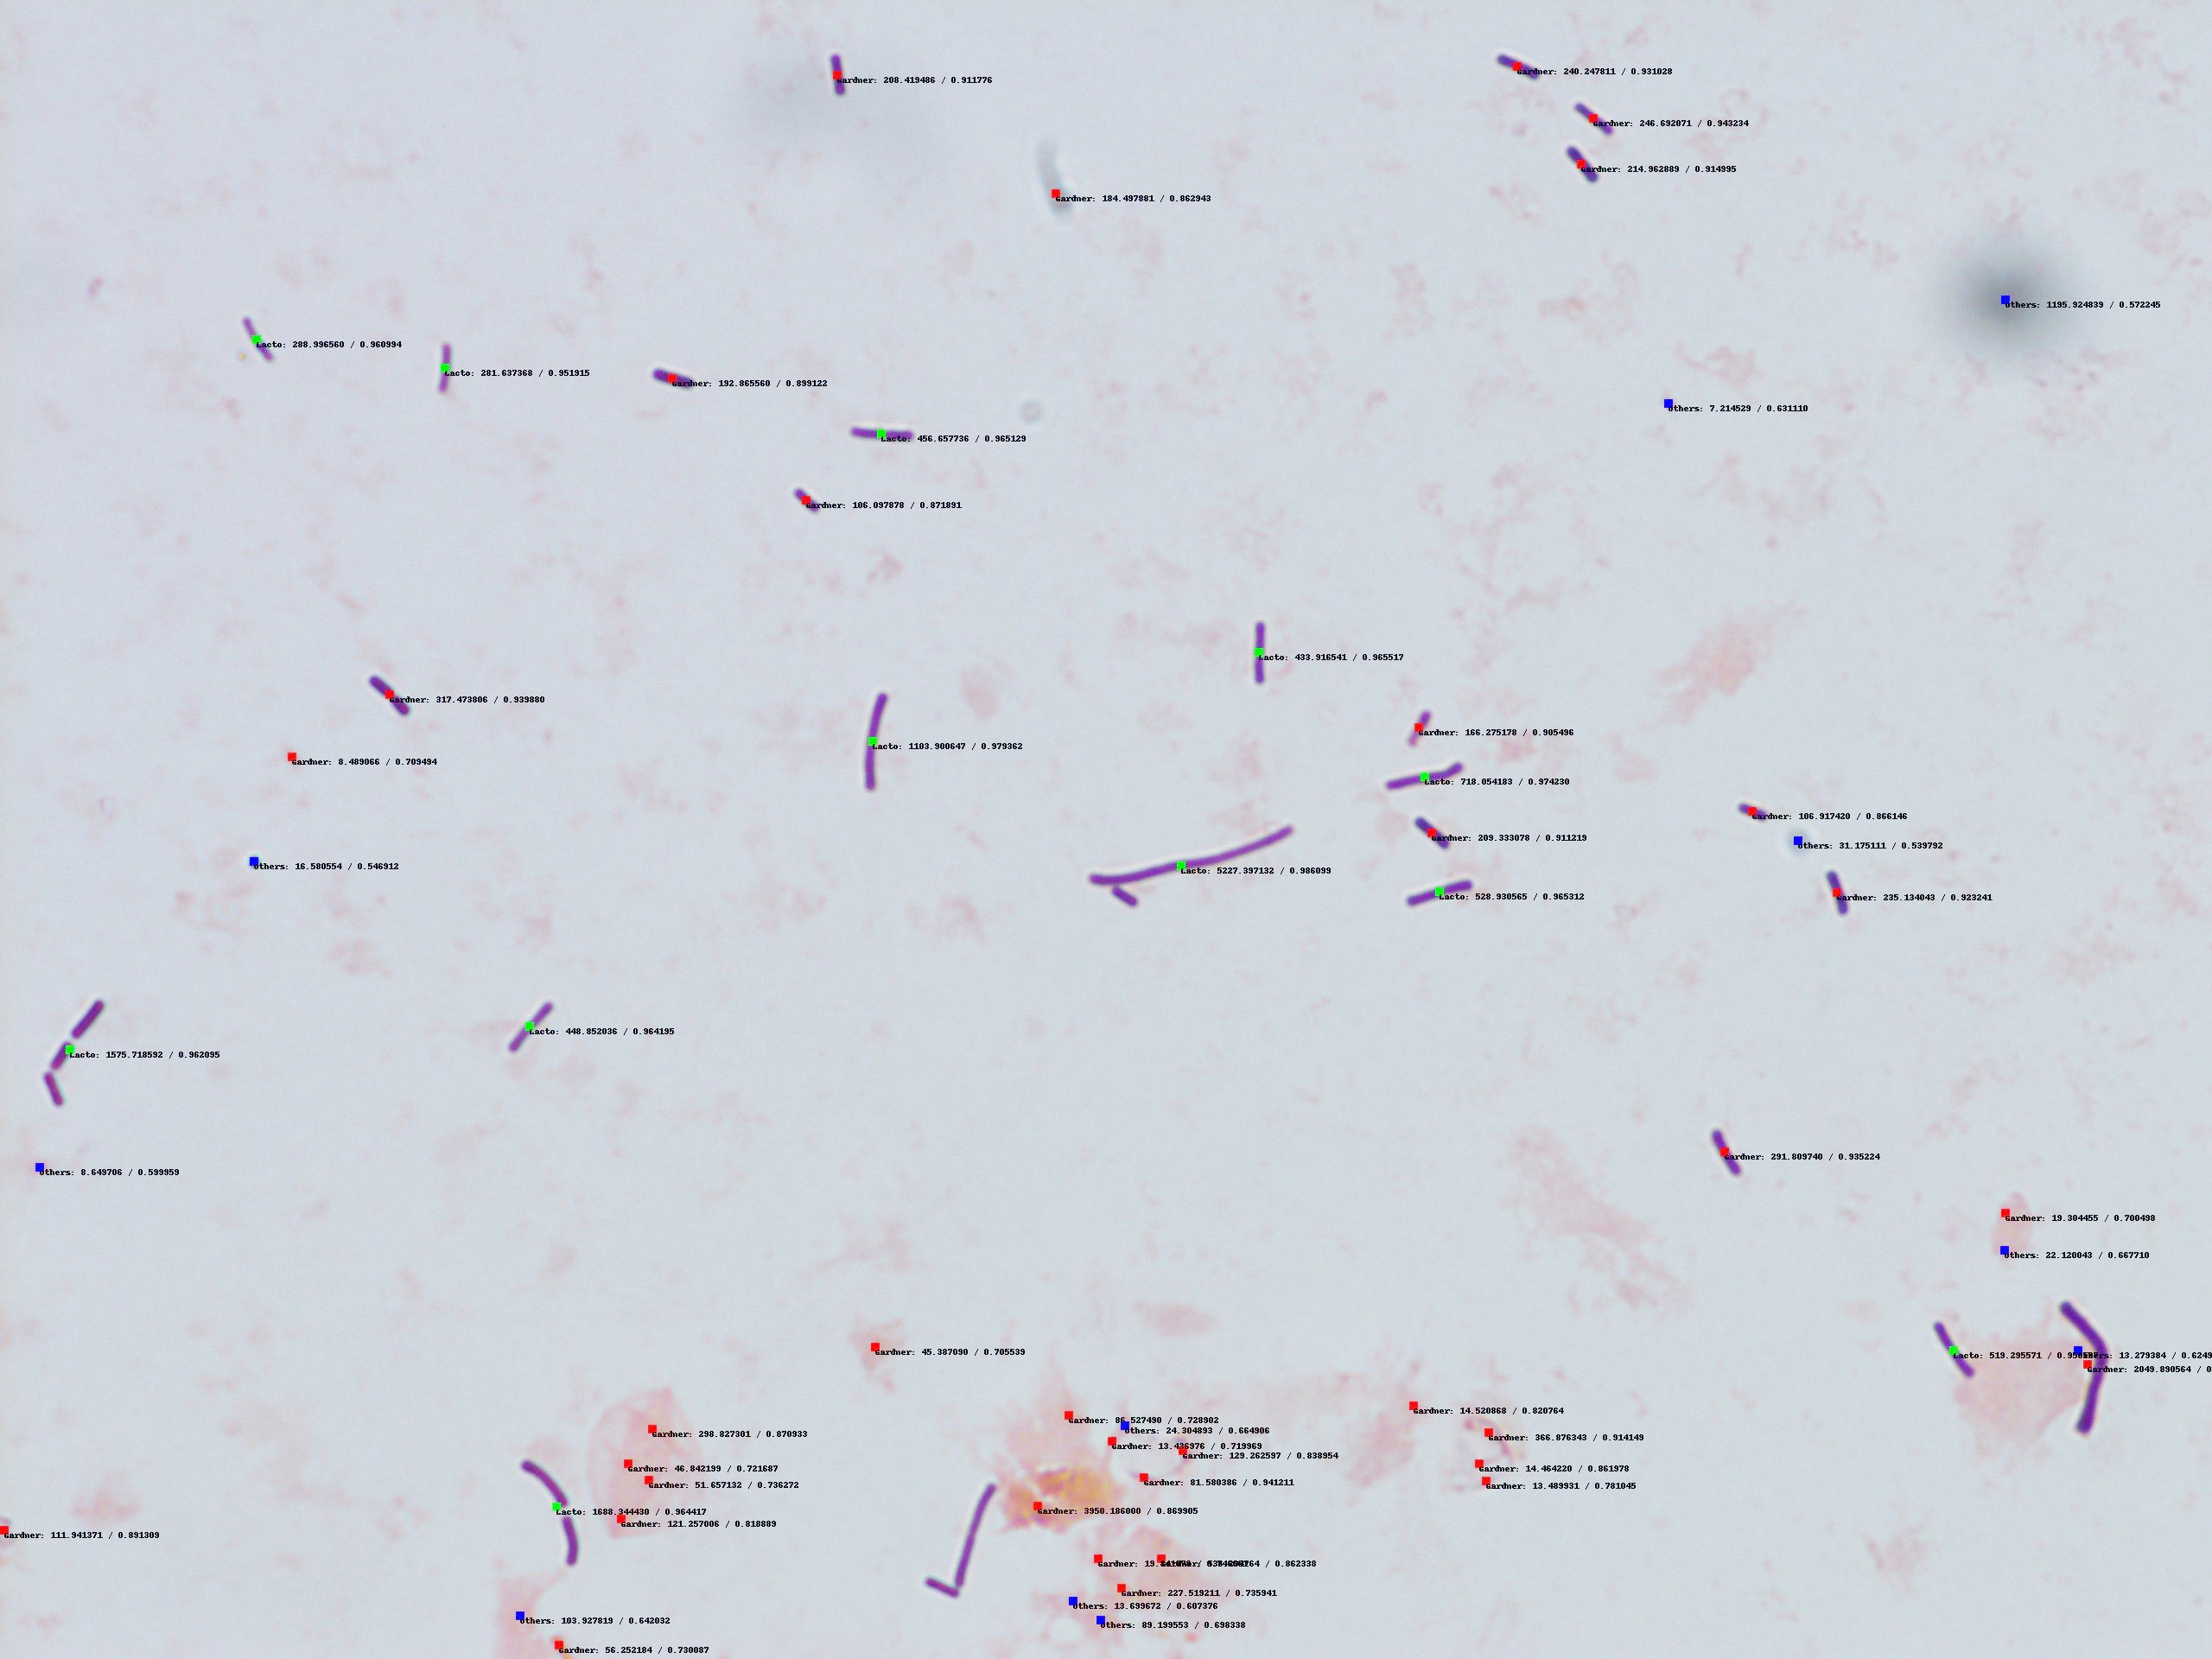 Gardner: 240.247811 / 0.931028
Gardner: 208.419486 / 0.911776
Gardner: 246.692071 / 0.943234
Gardner: 214.962889 / 0.914995
Gardner: 184.497881 / 0.862943
Others: 1195.924839 / 0.572245
Lacto: 288.996560 / 0.960994
Lacto: 281.637368 / 0.951915
Gardner: 192.865560 / 0.899122
Others: 7.214529 / 0.631110
Lacto: 456.657736 / 0.965129
Gardner: 106.097878 / 0.871891
Lacto: 433.916541 / 0.965517
Gardner: 317.473806 / 0.939880
Gardner: 166.275178 / 0.905496
Lacto: 1103.900647 / 0.979362
Gardner: 8.489066 / 0.709494
Lacto: 718.054183 / 0.974230
Gardner: 106.917420 / 0.866146
Gardner: 209.333078 / 0.911219
Others: 31.175111 / 0.539792
Others: 16.580554 / 0.546912
Lacto: 5227.397132 / 0.986099
Lacto: 528.930565 / 0.965312
Gardner: 235.134043 / 0.923241
Lacto: 448.852036 / 0.964195
Lacto: 1575.718592 / 0.962095
Gardner: 291.809740 / 0.935224
Others: 8.649706 / 0.599959
Gardner: 19.304455 / 0.700498
Others: 22.120043 / 0.667710
Gardner: 45.387090 / 0.705539
Lacto: 519.295571 /
13.279384 / 0.6249
Gardner: 2049.890564 / 0
Gardner: 14.520868 / 0.820764
Gardner: 86.527490 / 0.728902
Others: 24.304893 / 0.664906
Gardner: 298.827301 / 0.870933
Gardner: 366.876343 / 0.914149
Gardner: 13.436976 / 0.719969
Gardner: 129.262597 / 0.838954
Gardner: 46.842199 / 0.721687
Gardner: 14.464220 / 0.861978
Gardner: 81.580386 / 0.941211
Gardner: 51.657132 / 0.736272
Gardner: 13.489931 / 0.781045
Lacto: 1688.344430 / 0.964417
Gardner: 3950.186000 / 0.869905
Gardner: 121.257006 / 0.818889
Gardner: 111.941371 / 0.891309
Gardner: / 0.862338
Gardner: 227.519211 / 0.735941
Others: 13.699672 / 0.607376
Others: 103.927819 / 0.642032
Others: 89.199553 / 0.698338
Gardner: 56.252184 / 0.730087